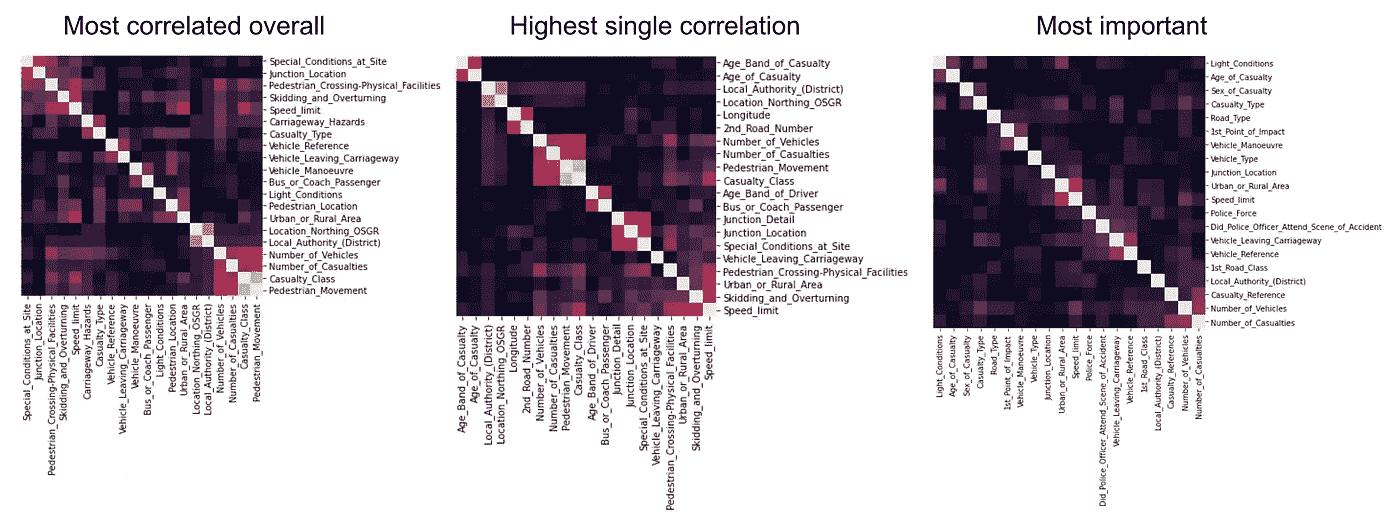 Most correlated overall
Special_Conditions_at_Site
Junction_Location
Pedestrian_Crossing-Physical_Facilities
Skidding_and_Overturning
Speed_limit
Carriageway_Hazards
Casualty_Type
Vehicle_Reference
Vehicle_Leaving_Carriageway
Vehicle_Manoeuvre
Bus_or_Coach_Passenger
Light_Conditions
Pedestrian_Location
Urban_or_Rural_Area
Location_Northing_OSGR
Local_Authority_(District)
Number_of_Vehicles
Number_of_Casualties
Casualty_Class
Pedestrian_Movement
Special_Conditions_at_Site
Junction_Location
Pedestrian_Crossing-Physical_Facilities
Skidding_and_Overturning
Speed_limit
Carriageway_Hazards
Casualty_Type
Vehicle_Reference
Vehicle_Leaving_Carriageway
Vehicle_Manoeuvre
Bus_or_Coach_Passenger
Light_Conditions
Pedestrian_Location
Urban_or_Rural_Area
Location_Northing_OSGR
Local_Authority_(District)
Number_of_Vehicles
Number_of_Casualties
Casualty_Class
Pedestrian_Movement
Highest single correlation
Age_Band_of_Casualty
Age_of_Casualty
Local_Authority_(District)
Location_Northing_OSGR
Longitude
2nd_Road_Number
Number_of_Vehicles
Number_of_Casualties
Pedestrian_Movement
Casualty_Class
Age_Band_of_Driver
Bus_or_Coach_Passenger
Junction_Detail
Junction_Location
Special_Conditions_at_Site
Vehicle_Leaving_Carriageway
Pedestrian_Crossing-Physical_Facilities
Urban_or_Rural_Area
Skidding_and_Overturning
Speed_limit
Age_Band_of_Casualty
Age_of_Casualty
Local_Authority_(District)
Location_Northing_OSGR
Longitude
2nd_Road_Number
Number_of_Vehicles
Number_of_Casualties
Pedestrian_Movement
Casualty_Class
Age_Band_of_Driver
Bus_or_Coach_Passenger
Junction_Detail
Junction_Location
Special_Conditions_at_Site
Vehicle_Leaving_Carriageway
Pedestrian_Crossing-Physical_Facilities
Urban_or_Rural_Area
Skidding_and_Overturning
Speed_limit
Most important
Light_Conditions
Age_of_Casualty
Sex_of_Casualty
Casualty_Type
Road_Type
1st_Point_of_Impact
Vehicle_Manoeuvre
Vehicle_Type
Junction_Location
Urban_or_Rural_Area
Speed_limit
Police_Force
Did_Police_Officer_Attend_Scene_of_Accident
Vehicle_Leaving_Carriageway
Vehicle_Reference
1st_Road_Class
Local_Authority_(District)
Casualty_Reference
Number_of_Vehicles
Number_of_Casualties
Light_Conditions
Age_of_Casualty
Sex_of_Casualty
Casualty_Type
Road_Type
1st_Point_of_Impact
Vehicle_Manoeuvre
Vehicle_Type
Junction_Location
Urban_or_Rural_Area
Speed_limit
Police_Force
Did_Police_Officer_Attend_Scene_of_Accident
Vehicle_Leaving_Carriageway
Vehicle_Reference
1st_Road_Class
Local_Authority_(District)
Casualty_Reference
Number_of_Vehicles
Number_of_Casualties